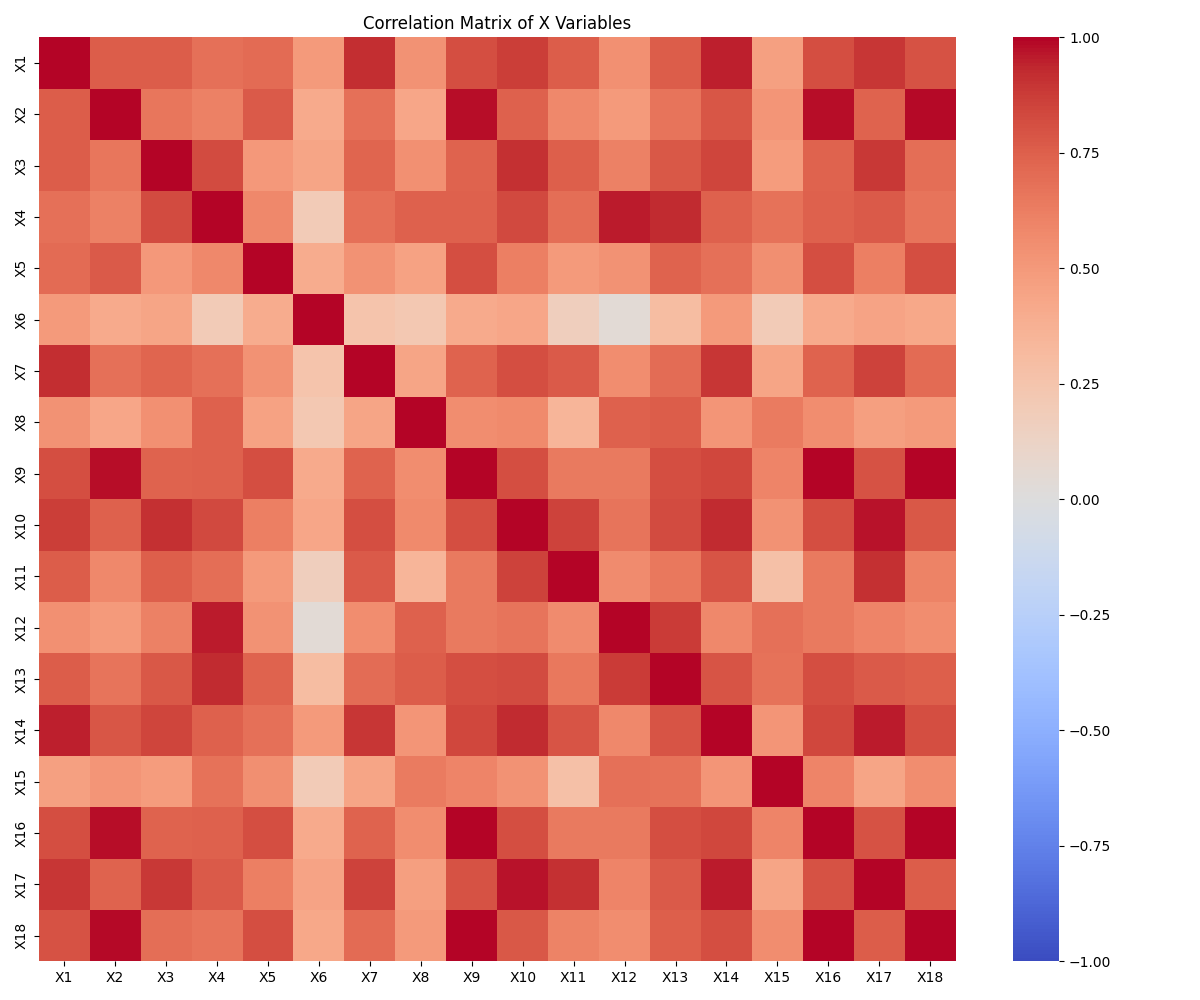 Correlation Matrix of X Variables
X1
X2
X3
X4
X5
X6
X7
X8
X9
X10
X11
X12
X13
X14
X15
X16
X17
X18
X1 X2 X3 X4 X5 X6 X7 X8 X9 X10 X11 X12 X13 X14 X15 X16 X17 X18
1.00
0.75
0.50
0.25
0.00
−0.25
−0.50
−0.75
−1.00